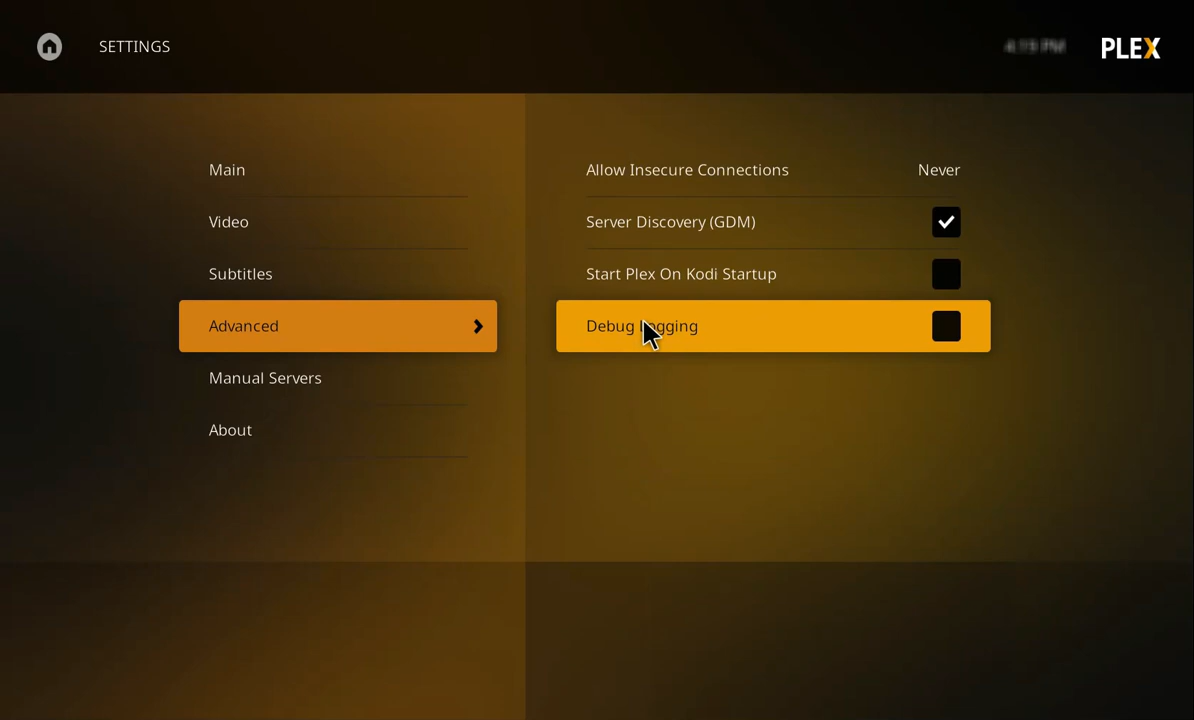 SETTINGS
PLEX
Main
Video
Subtitles
Advanced
Manual Servers
About
Allow Insecure Connections Never
Server Discovery (GDM)
Start Plex On Kodi Startup
Debug Logging